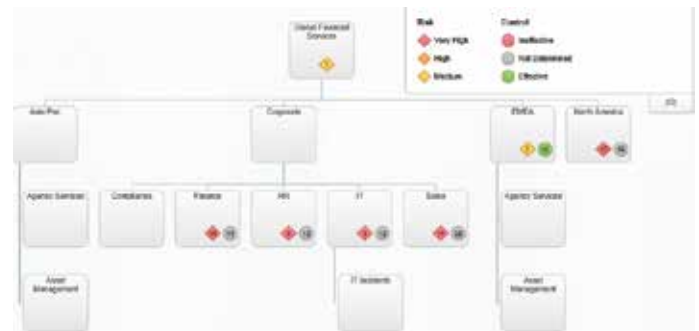 Global Financial
Services
Risk
Control
Very High
Ineffective
High
Not Determined
Medium
Effective
Asia Pac
Corporate
EMEA
North America
Agency Services
Compliance
Finance
HR
IT
Sales
Agency Services
Asset
Management
IT Incidents
Asset
Management